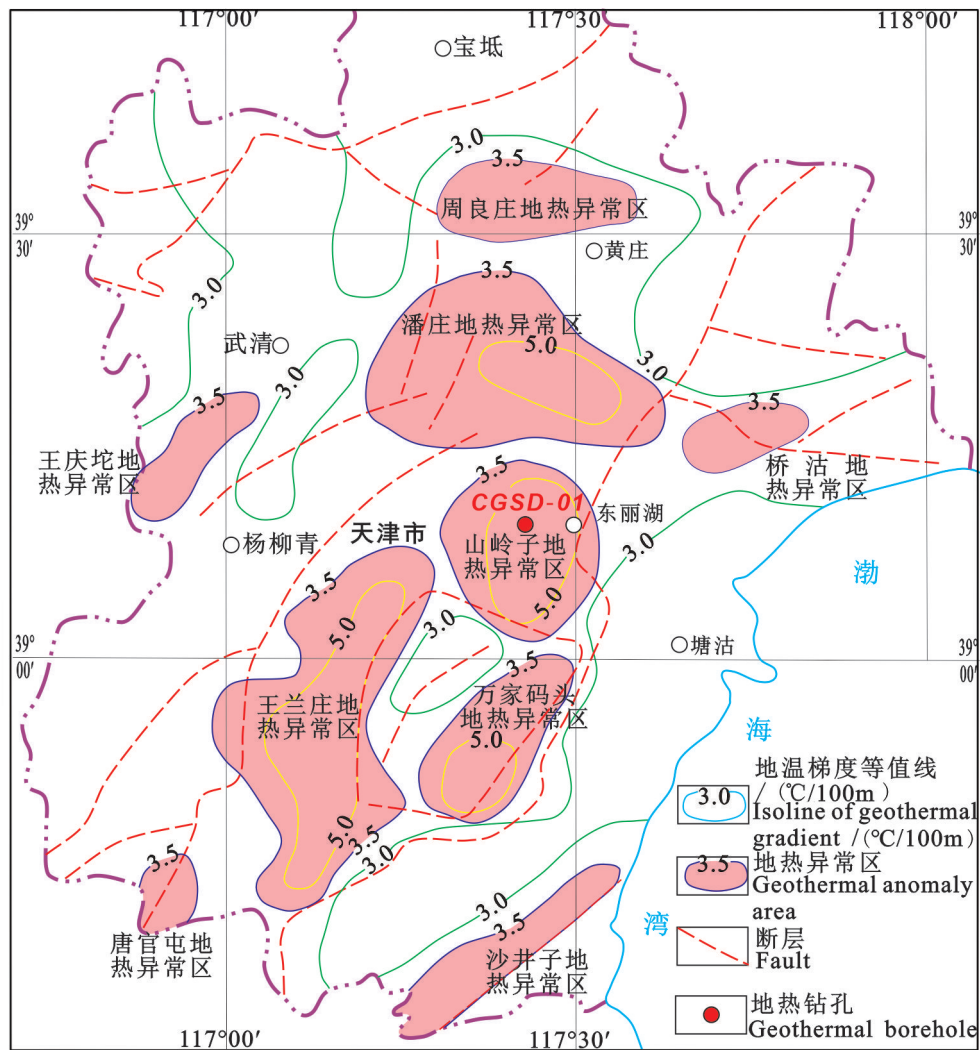 117°00′
117°30′
118°00′
宝坻
3.0
3.5
周良庄地热异常区
39°
30′
39°
30′
黄庄
3.5
3.0
潘庄地热异常区
武清
5.0
3.0
3.0
3.5
3.5
王庆坨地
热异常区
桥沽地
热异常区
3.5
CGSD-01
东丽湖
天津市
杨柳青
山岭子地
热异常区
3.0
渤
3.5
5.0
5.0
3.0
塘沽
39°
00′
39°
00′
3.5
王兰庄地
热异常区
万家码头
地热异常区
5.0
海
5.0
3.5
3.0
3.5
3.0
3.5
湾
唐官屯地
热异常区
沙井子地
热异常区
地温梯度等值线
/(℃/100m)
3.0
Isoline of geothermal
gradient /(℃/100m)
3.5
地热异常区
Geothermal anomaly
area
断层
Fault
地热钻孔
Geothermal borehole
117°00′
117°30′